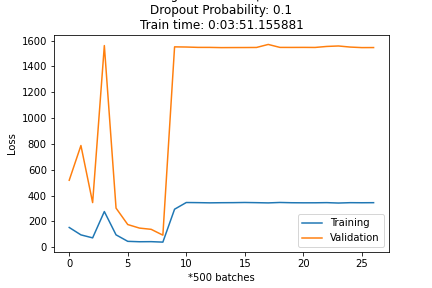 Dropout Probability: 0.1
Train time: 0:03:51.155881
1600
1400
1200
1000
800
600
400
200
0
Loss
Training
Validation
0 5 10 15 20 25
*500 batches